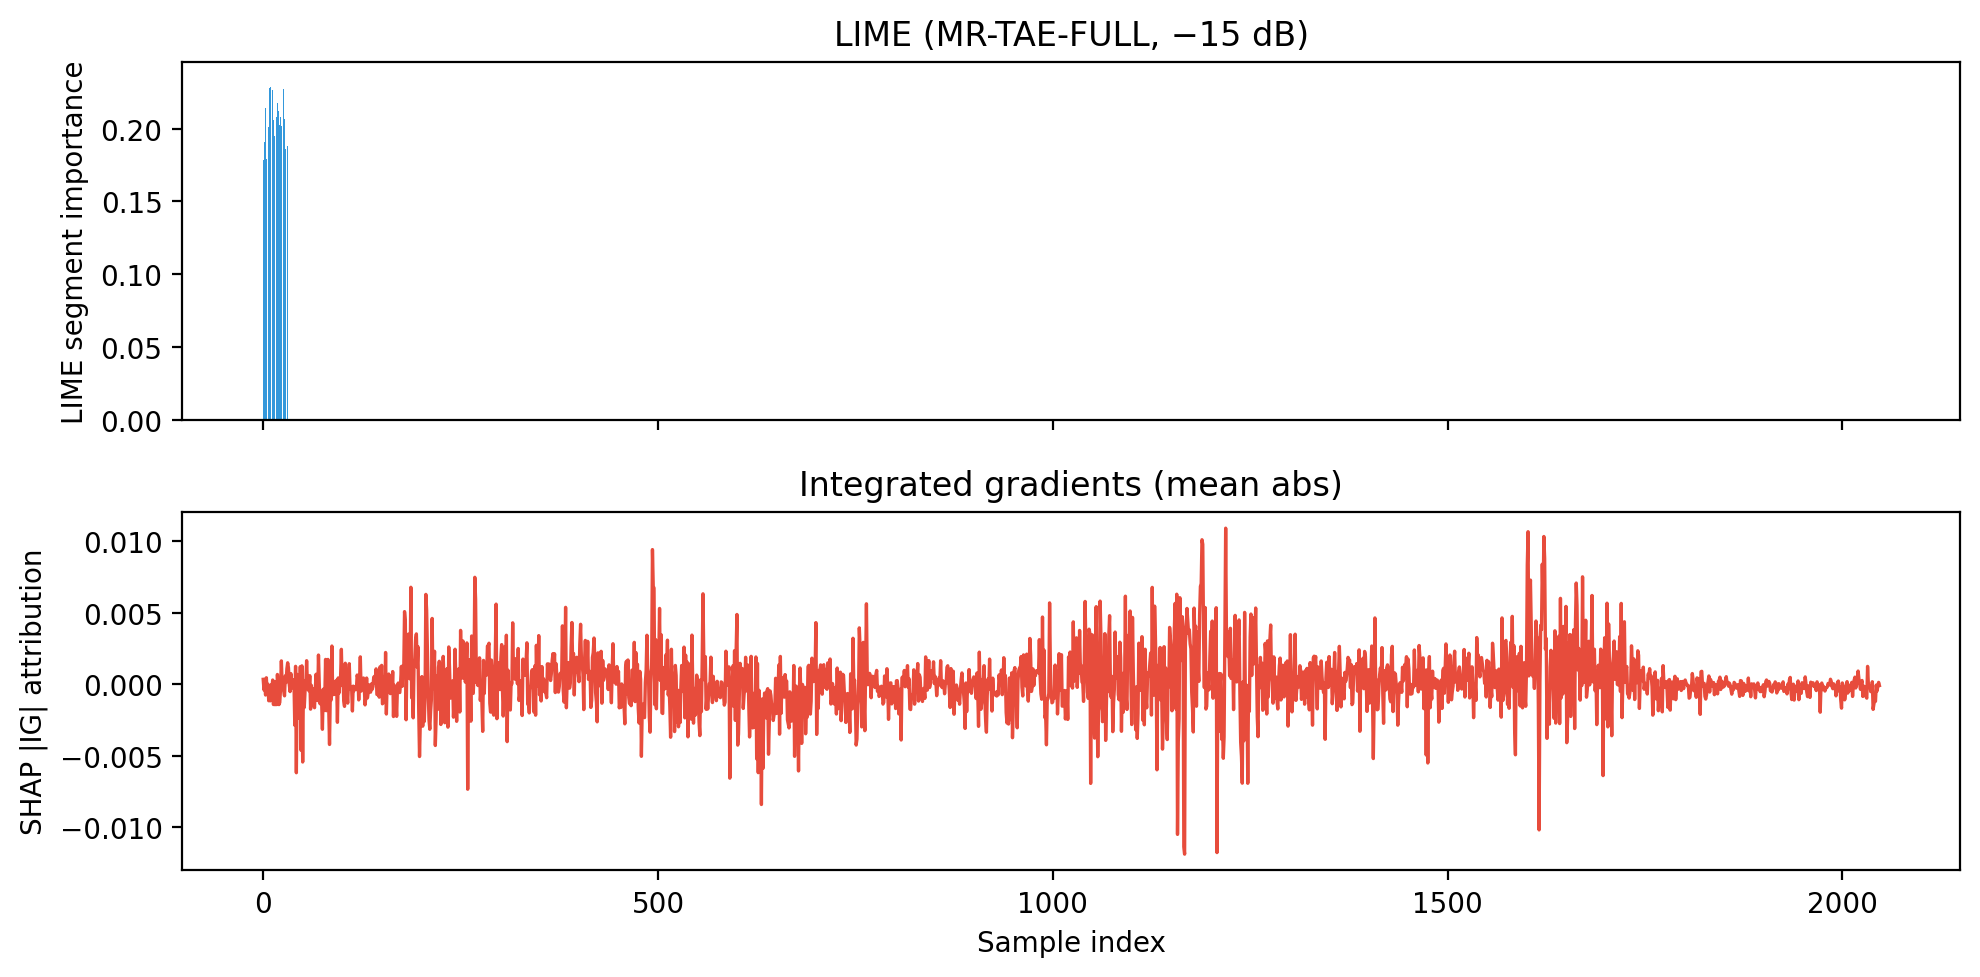 LIME (MR-TAE-FULL, −15 dB)
LIME segment importance
0.20
0.15
0.10
0.05
0.00
Integrated gradients (mean abs)
SHAP |IG| attribution
0.010
0.005
0.000
−0.005
−0.010
0 500 1000 1500 2000
Sample index